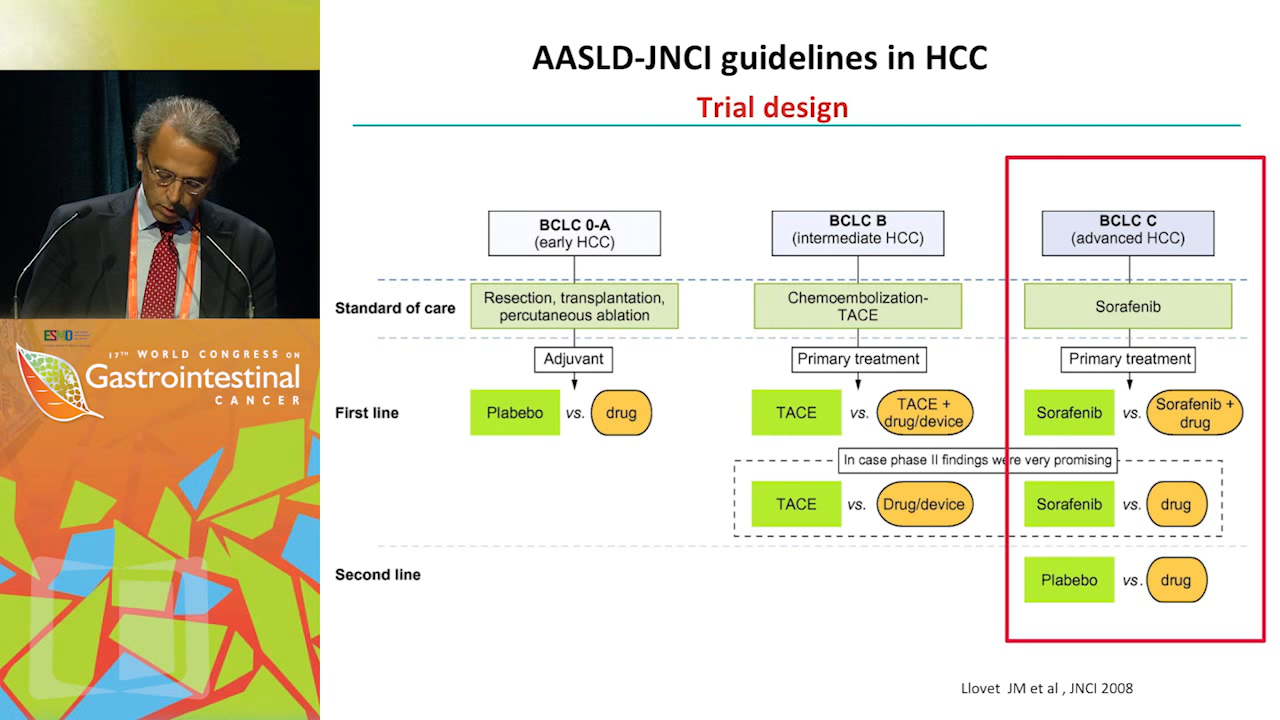 AASLD-JNCI guidelines in HCC
Trial design
BCLC 0-A
(early HCC)
BCLC B
(intermediate HCC)
BCLC C
(advanced HCC)
Standard of care
Resection, transplantation,
percutaneous ablation
Chemoembolization-
TACE
Sorafenib
Adjuvant
Primary treatment
Primary treatment
First line
Plabebo
vs.
drug
TACE
vs.
TACE +
drug/device
Sorafenib
vs.
Sorafenib +
drug
In case phase II findings were very promising
TACE
vs.
Drug/device
Sorafenib
vs.
drug
Second line
Plabebo
vs.
drug
Llovet JM et al , JNCI 2008
ESMO
17TH WORLD CONGRESS ON
Gastrointestinal
CANCER